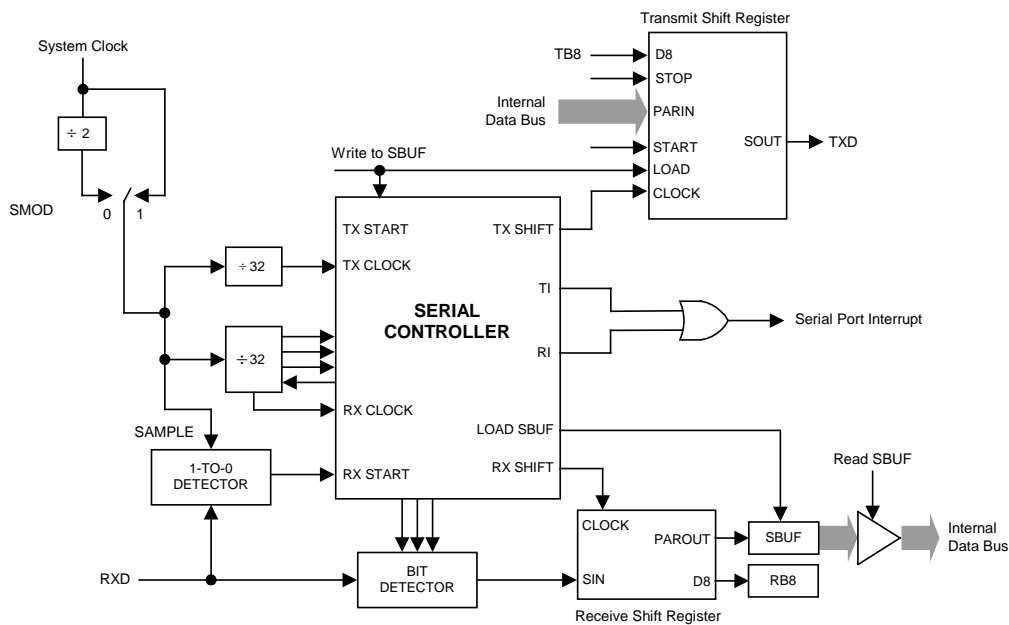 Transmit Shift Register
System Clock
÷ 2
SMOD
0
1
TB8
D8
STOP
Internal
Data Bus
PARIN
START
LOAD
CLOCK
SOUT
TXD
Write to SBUF
TX START
TX SHIFT
÷ 32
TX CLOCK
TI
SERIAL
CONTROLLER
Serial Port Interrupt
÷ 32
RI
RX CLOCK
SAMPLE
LOAD SBUF
1-TO-0
DETECTOR
RX START
RX SHIFT
Read SBUF
CLOCK
PAROUT
SBUF
Internal
Data Bus
RXD
BIT
DETECTOR
SIN
D8
RB8
Receive Shift Register